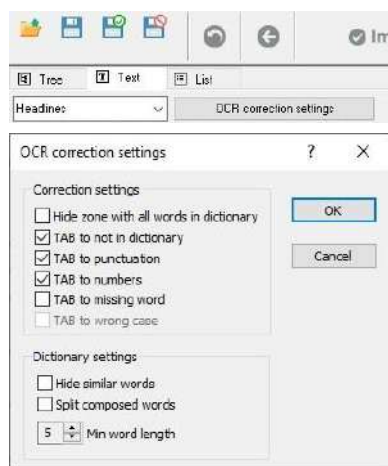 Im
Tree Text List
Headlines OCR correction settings
OCR correction settings ? X
Correction settings
Hide zone with all words in dictionary
OK
TAB to not in dictionary
TAB to punctuation
Cancel
TAB to numbers
TAB to missing word
TAB to wrong case
Dictionary settings
Hide similar words
Split composed words
5 Min word length